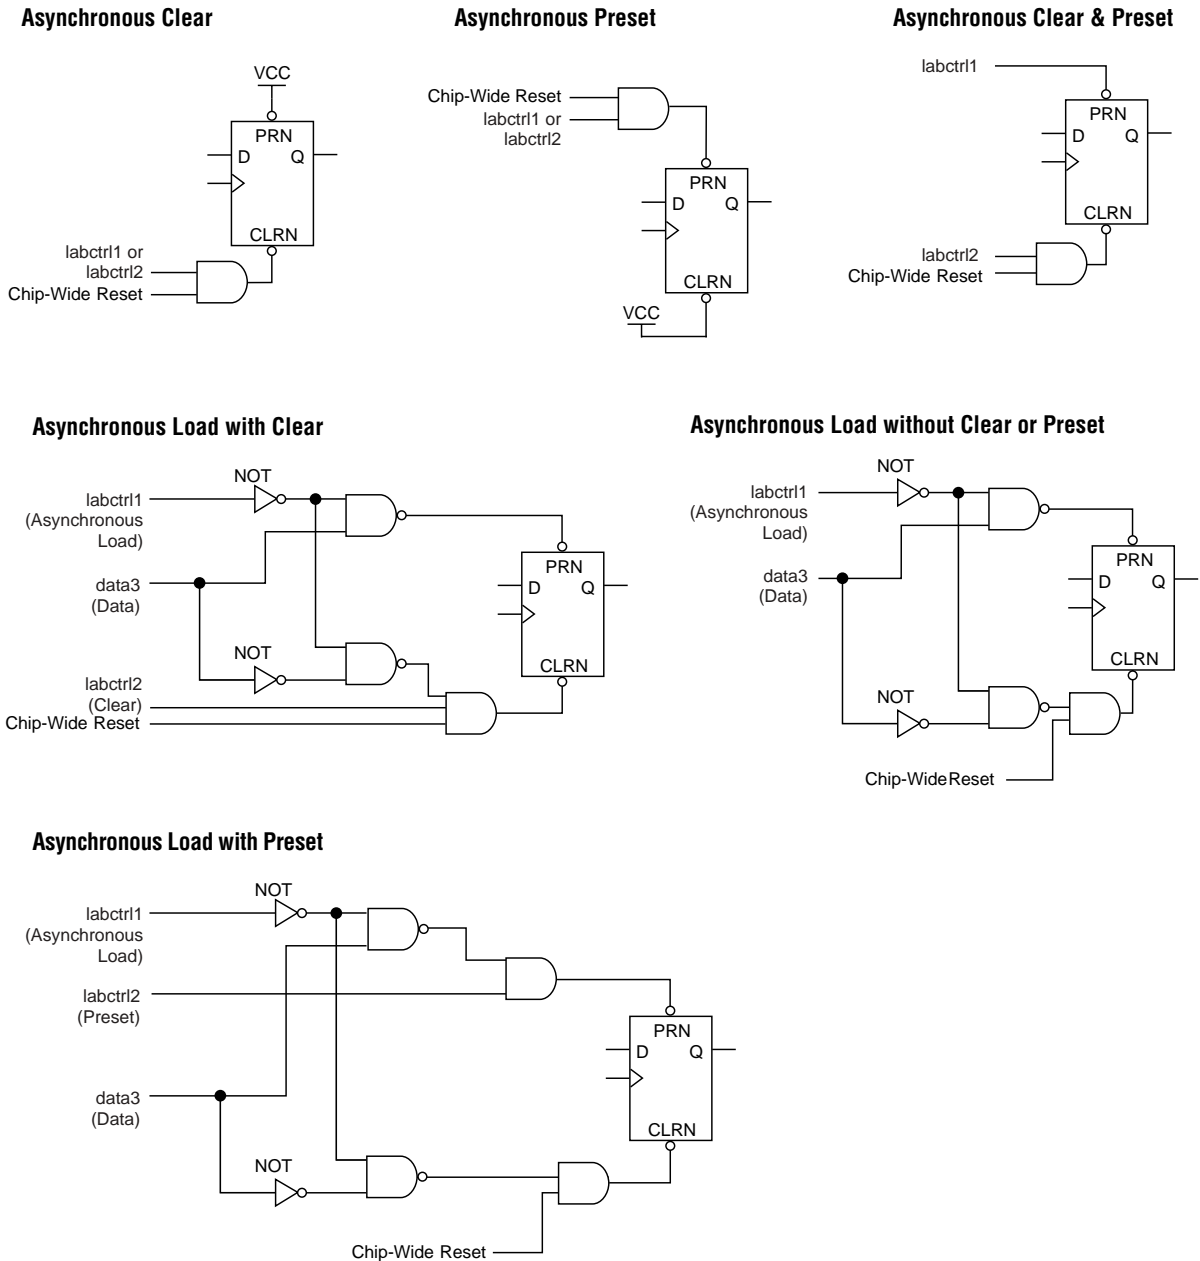 Asynchronous Clear
VCC
PRN
D
Q
CLRN
labctrl1 or
labctrl2
Chip-Wide Reset
Asynchronous Preset
Chip-Wide Reset
labctrl1 or
labctrl2
PRN
D
Q
CLRN
VCC
Asynchronous Clear & Preset
labctrl1
PRN
D
Q
CLRN
labctrl2
Chip-Wide Reset
Asynchronous Load with Clear
NOT
labctrl1
(Asynchronous
Load)
PRN
D
Q
data3
(Data)
NOT
CLRN
labctrl2
(Clear)
Chip-Wide Reset
Asynchronous Load without Clear or Preset
NOT
labctrl1
(Asynchronous
Load)
PRN
D
Q
data3
(Data)
CLRN
NOT
Chip-Wide Reset
Asynchronous Load with Preset
NOT
labctrl1
(Asynchronous
Load)
labctrl2
(Preset)
PRN
D
Q
data3
(Data)
CLRN
NOT
Chip-Wide Reset